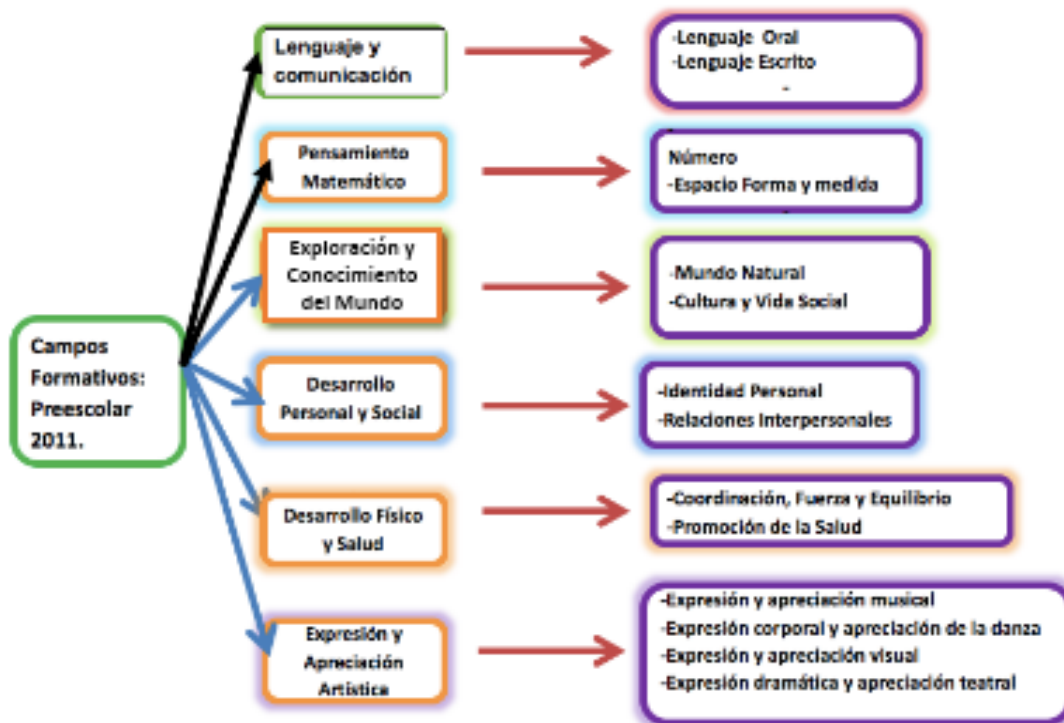 Lenguaje y
comunicación
-Lenguaje Oral
-Lenguaje Escrito
-
Pensamiento
Matemático
Número
-Espacio Forma y medida
Exploración y
Conocimiento
del Mundo
-Mundo Natural
-Cultura y Vida Social
Campos
Formativos:
Preescolar
2011.
Desarrollo
Personal y Social
-Identidad Personal
-Relaciones Interpersonales
Desarrollo Físico
y Salud
-Coordinación, Fuerza y Equilibrio
-Promoción de la Salud
Expresión y
Apreciación
Artística
-Expresión y apreciación musical
-Expresión corporal y apreciación de la danza
-Expresión y apreciación visual
-Expresión dramática y apreciación teatral